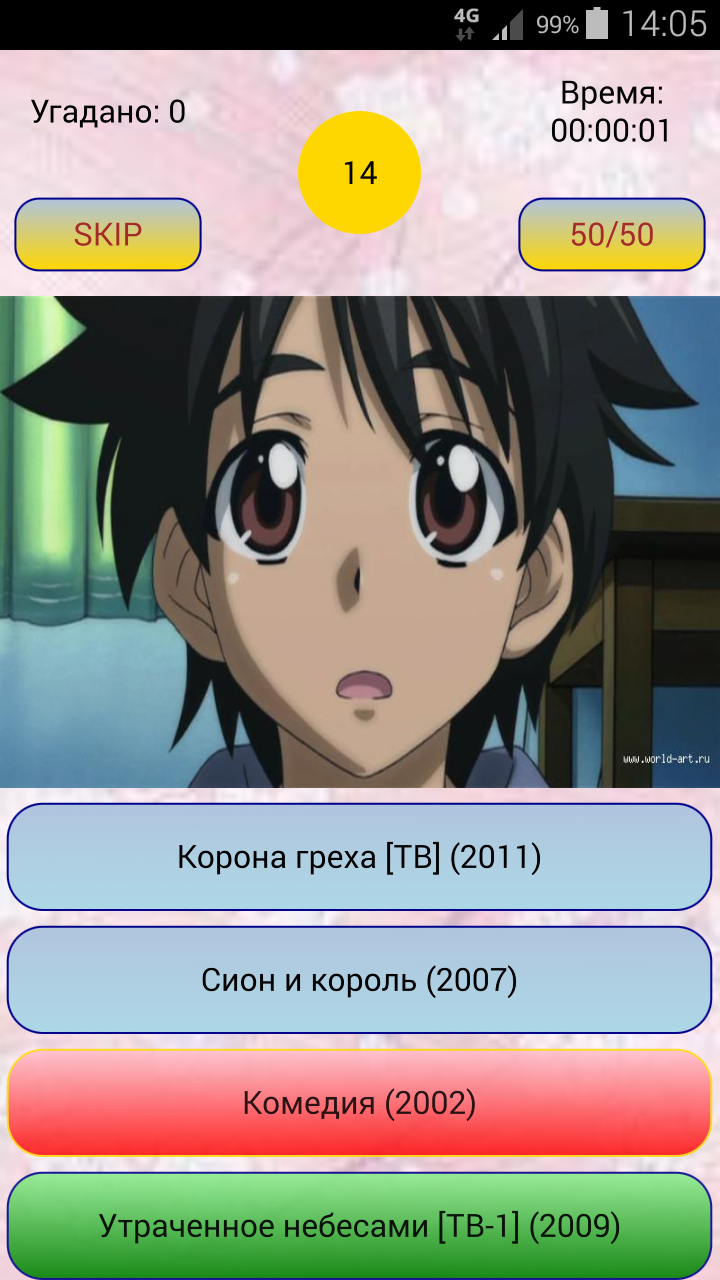 4G 99% 14:05
Угадано: 0
Время:
00:00:01
14
SKIP
50/50
www.world-art.ru
Корона греха [ТВ] (2011)
Сион и король (2007)
Комедия (2002)
Утраченное небесами [ТВ-1] (2009)